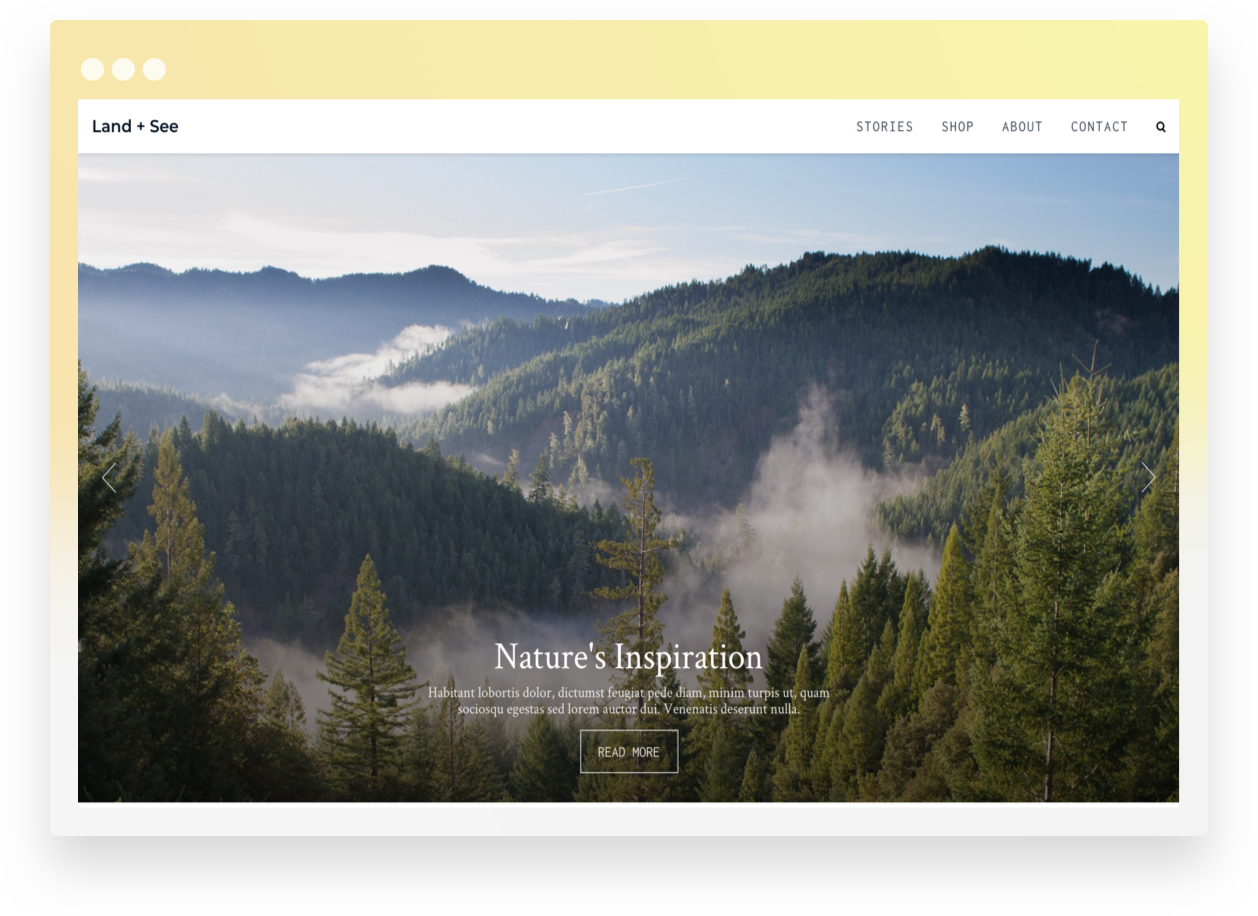 Land + See
STORIES SHOP ABOUT CONTACT
Nature's Inspiration
Habitant lobortis dolor, dictumst feugiat pede diam, minim turpis ut, quam
sociosqu egestas sed lorem auctor dui. Venenatis deserunt nulla.
READ MORE